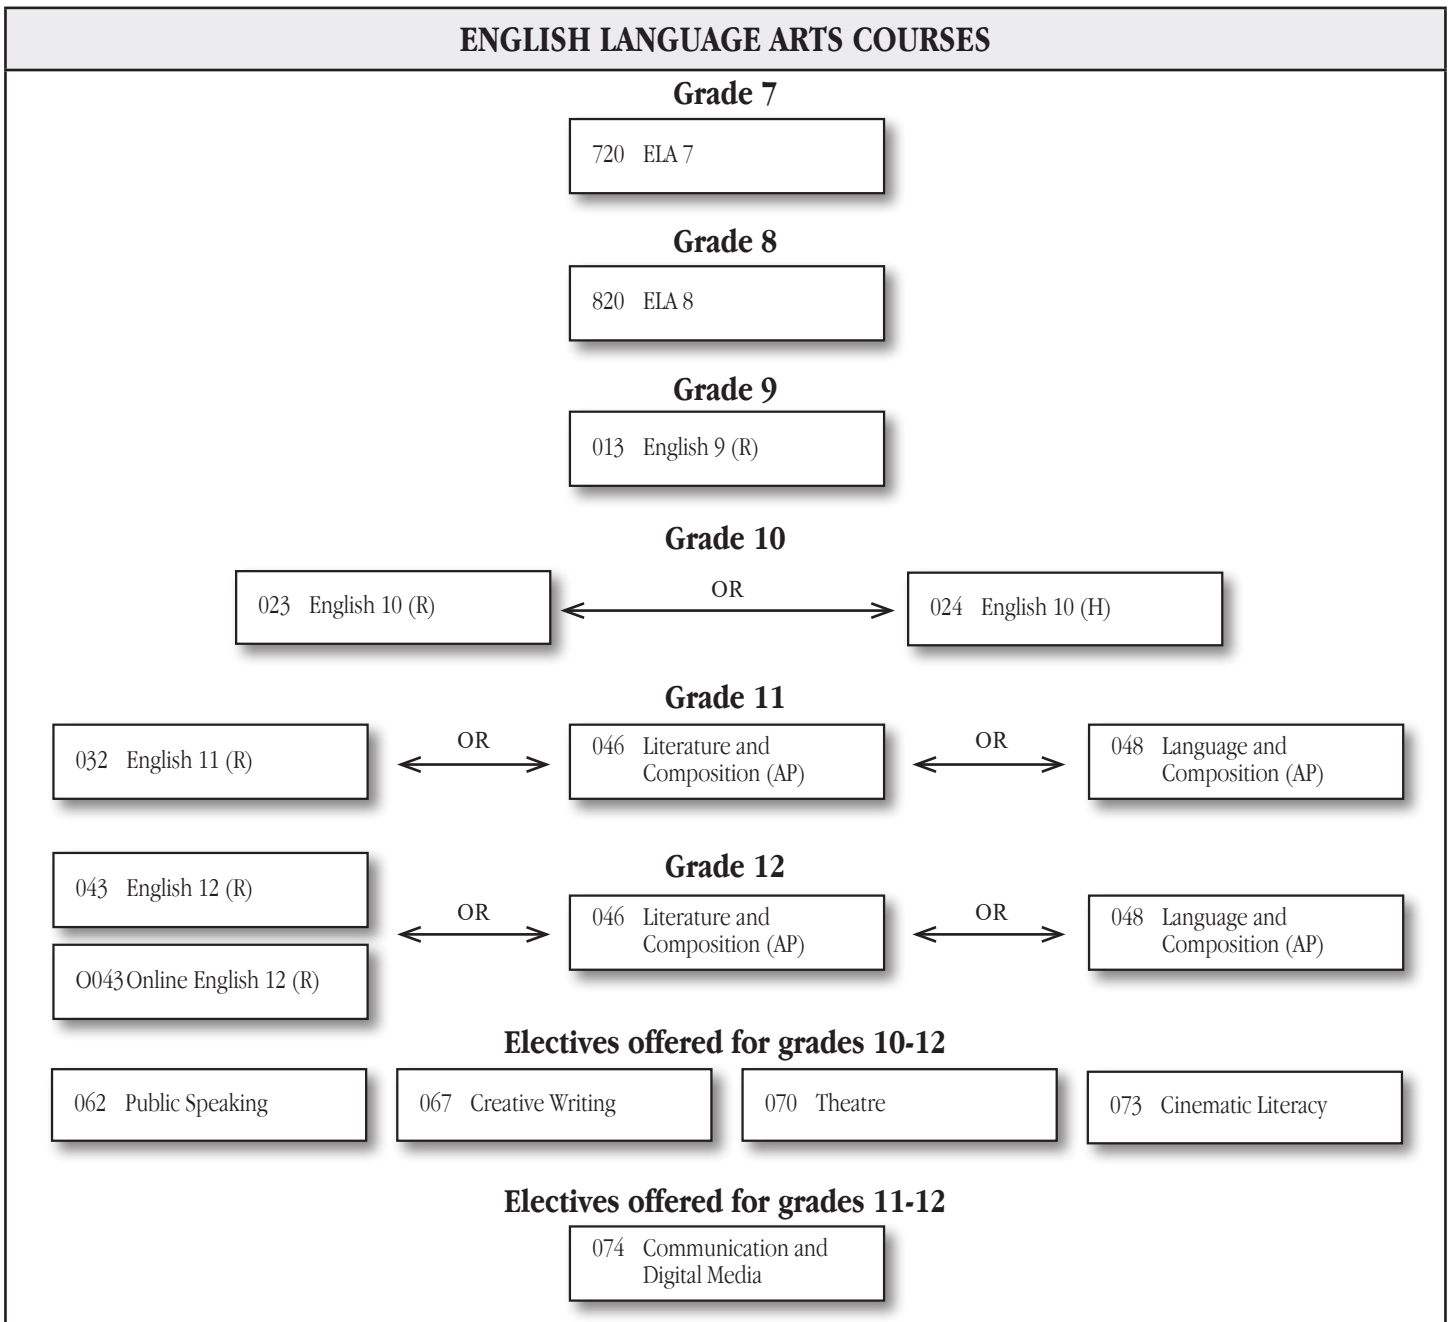 ENGLISH LANGUAGE ARTS COURSES
Grade 7
720 ELA 7
Grade 8
820 ELA 8
Grade 9
013 English 9 (R)
Grade 10
023 English 10 (R)
OR
024 English 10 (H)
Grade 11
032 English 11 (R)
OR
046 Literature and
Composition (AP)
OR
048 Language and
Composition (AP)
Grade 12
043 English 12 (R)
O043 Online English 12 (R)
OR
046 Literature and
Composition (AP)
OR
048 Language and
Composition (AP)
Electives offered for grades 10-12
062 Public Speaking
067 Creative Writing
070 Theatre
073 Cinematic Literacy
Electives offered for grades 11-12
074 Communication and
Digital Media